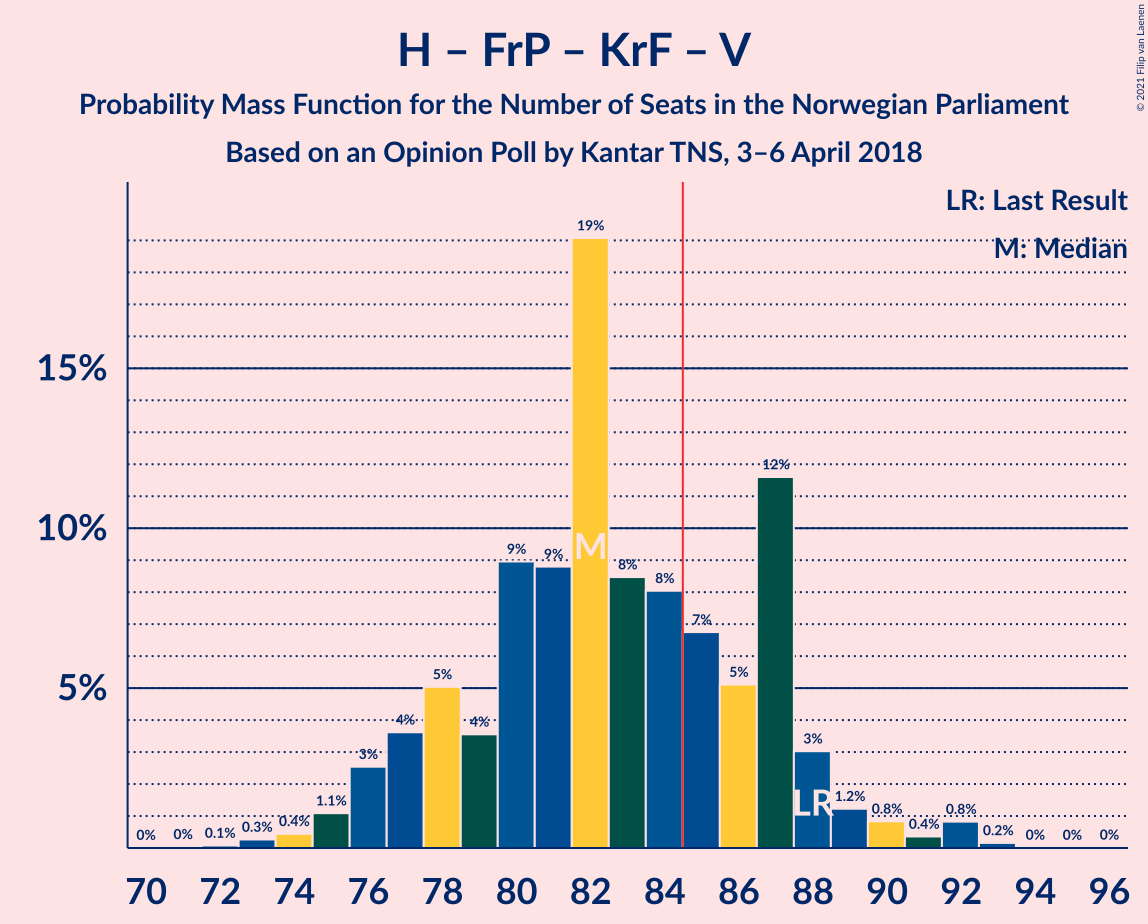 H – FrP – KrF – V
Probability Mass Function for the Number of Seats in the Norwegian Parliament
Based on an Opinion Poll by Kantar TNS, 3–6 April 2018
© 2021 Filip van Laenen
LR: Last Result
M: Median
15%
10%
5%
0% 0% 0.1% 0.3% 0.4% 1.1% 3% 4% 5% 4% 9% 9% 19% 8% 8% 7% 5% 12% 3% 1.2% 0.8% 0.4% 0.8% 0.2% 0% 0% 0%
M
LR
70 72 74 76 78 80 82 84 86 88 90 92 94 96